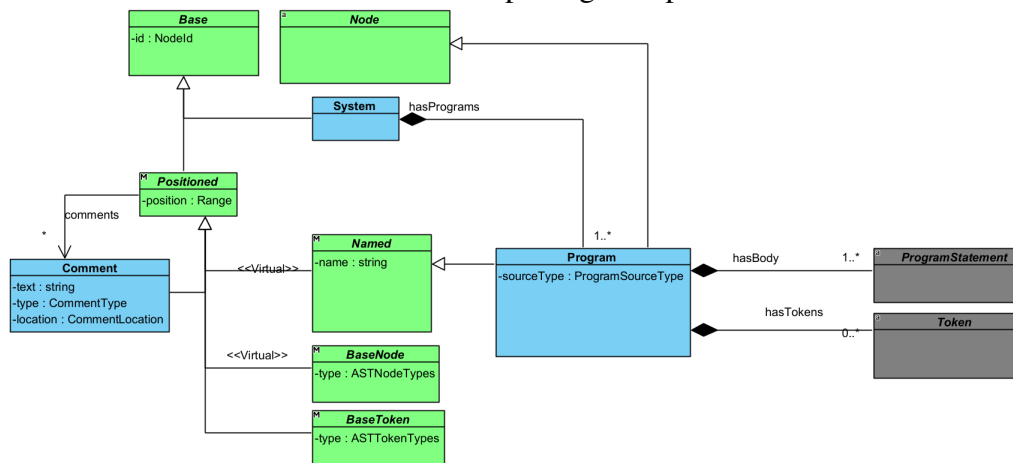 Base
-id : NodeId
a
Node
System
hasPrograms
M
Positioned
-position : Range
comments
*
Comment
-text : string
-type : CommentType
-location : CommentLocation
<<Virtual>>
M
Named
-name : string
1..*
Program
-sourceType : ProgramSourceType
hasBody
1..*
a
ProgramStatement
hasTokens
0..*
a
Token
<<Virtual>>
M
BaseNode
-type : ASTNodeTypes
M
BaseToken
-type : ASTTokenTypes